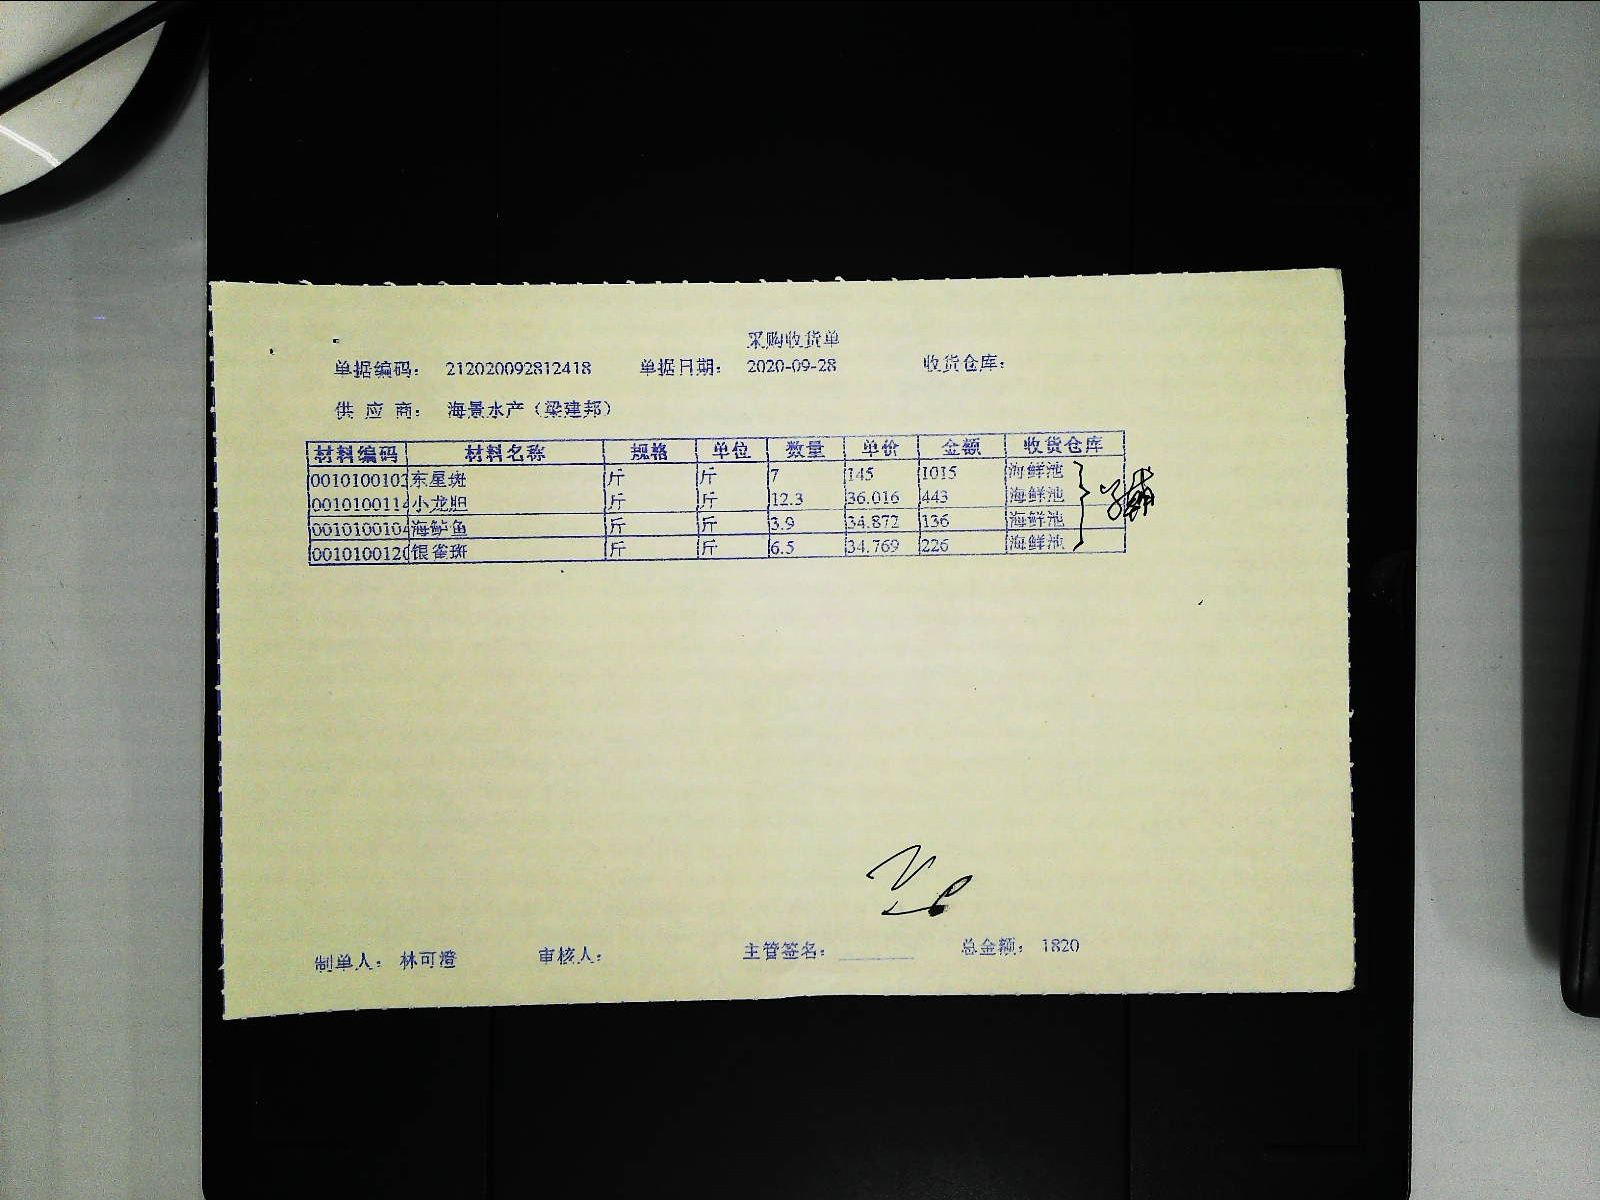 采购收货单
单据编码： 212020092812418 单据日期： 2020-09-28 收货仓库：
供 应 商： 海景水产（梁建邦）
材料编码 材料名称 规格 单位 数量 单价 金额 收货仓库
0010100103 东星斑 斤 斤 7 145 1015 海鲜池
0010100114 小龙胆 斤 斤 12.3 36.016 443 海鲜池
0010100104 海鲈鱼 斤 斤 3.9 34.872 136 海鲜池
0010100120 银雀斑 斤 斤 6.5 34.769 226 海鲜池
制单人： 林可澄 审核人： 主管签名： 总金额： 1820